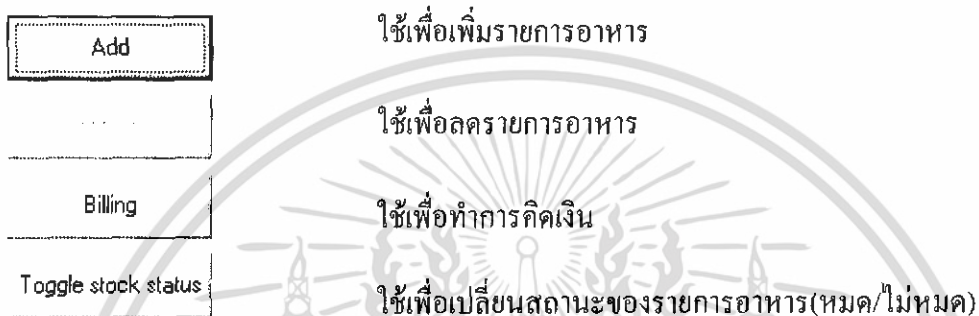 Add ใช้เพื่อเพิ่มรายการอาหาร
ใช้เพื่อลดรายการอาหาร
Billing ใช้เพื่อทำการคิดเงิน
Toggle stock status ใช้เพื่อเปลี่ยนสถานะของรายการอาหาร(หมด/ไม่หมด)